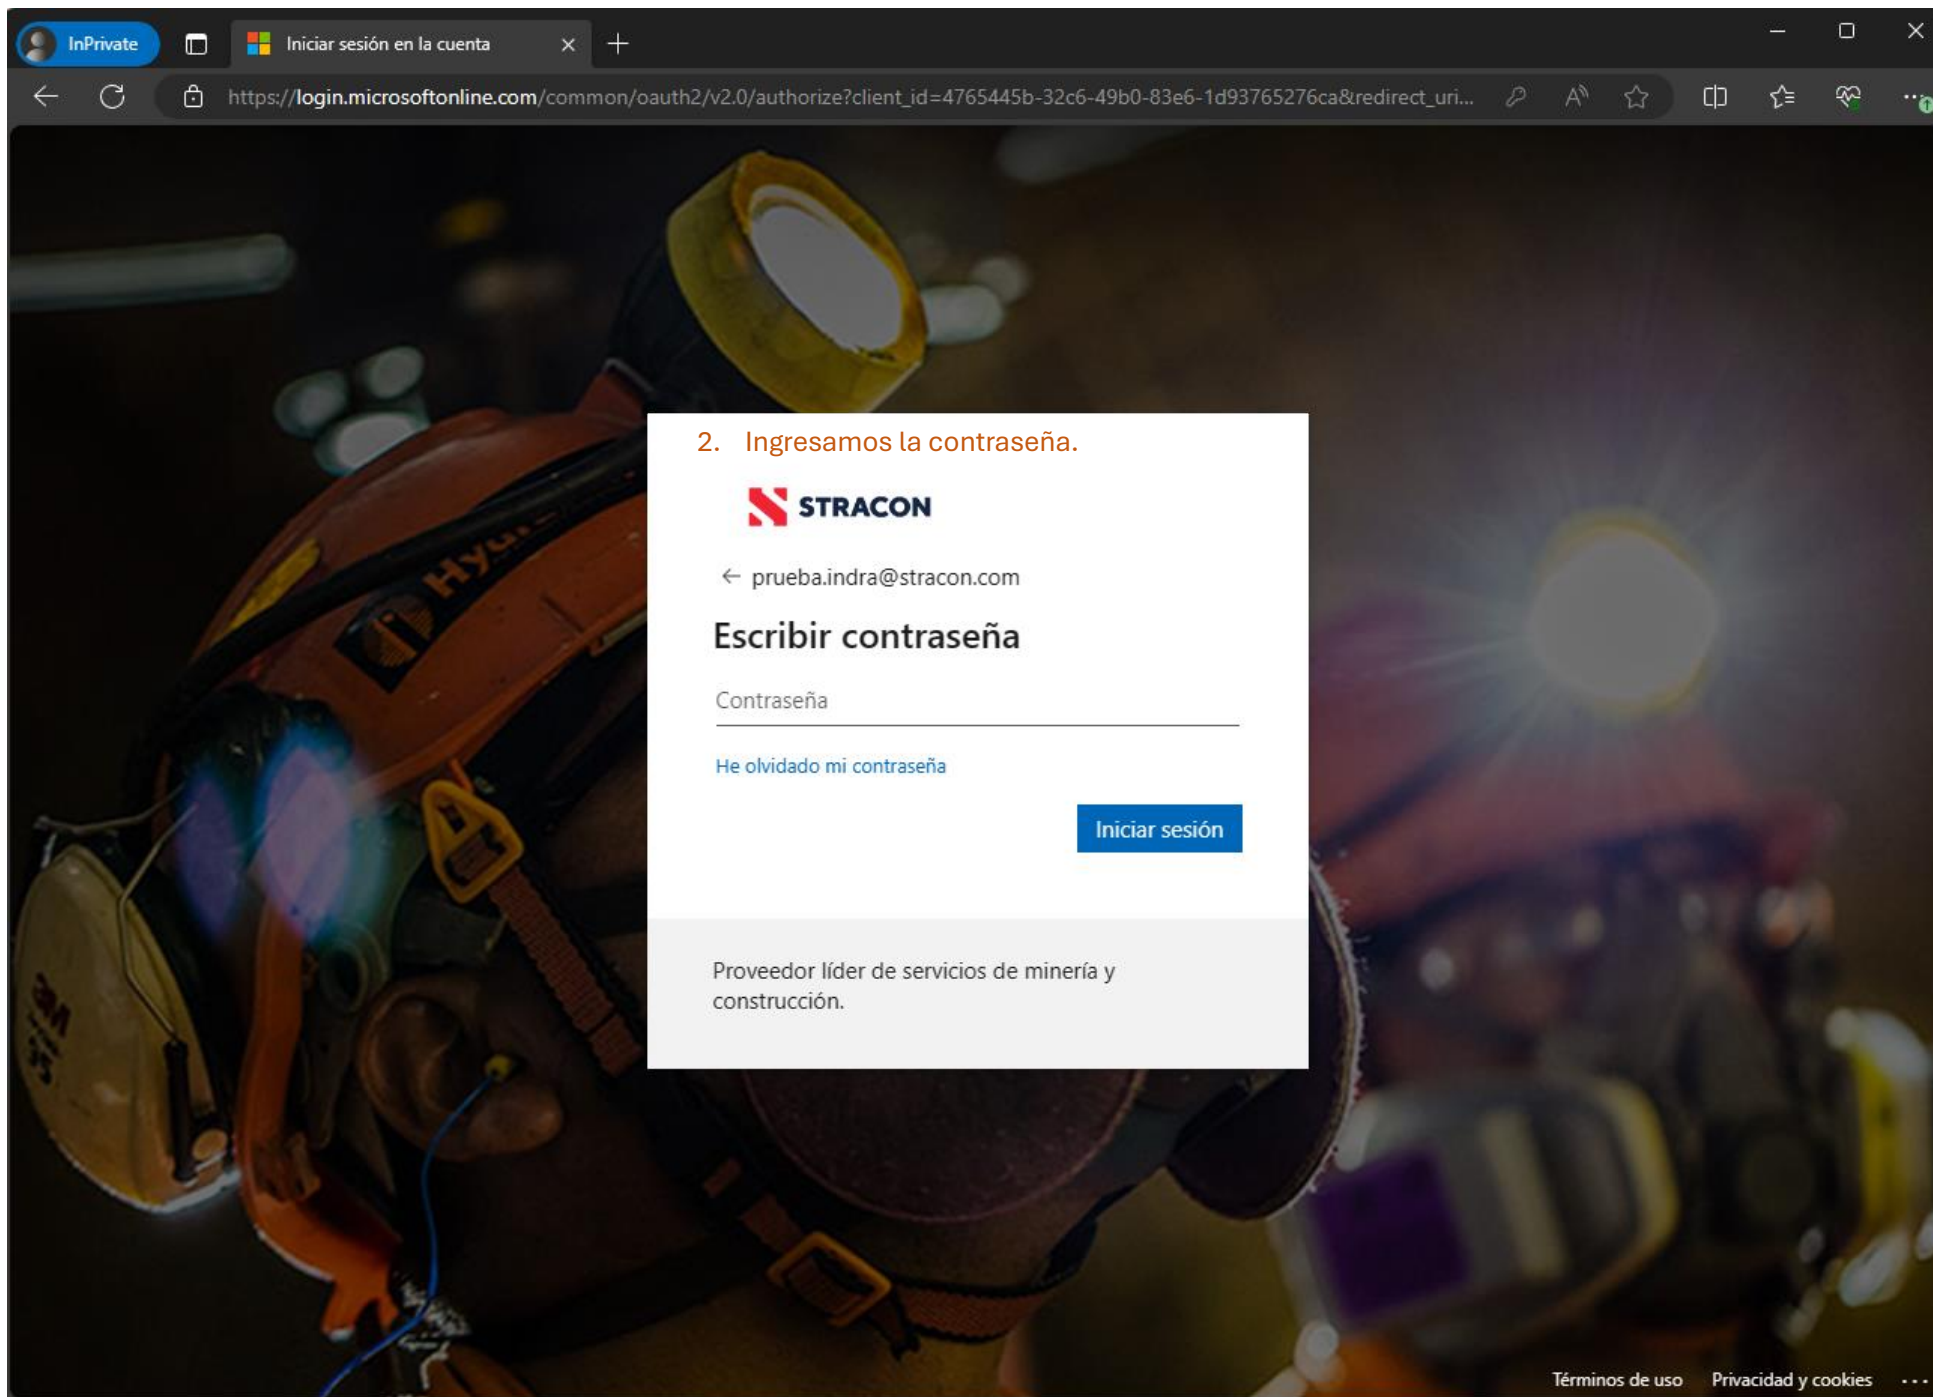 InPrivate
Iniciar sesión en la cuenta
https://login.microsoftonline.com/common/oauth2/v2.0/authorize?client_id=4765445b-32c6-49b0-83e6-1d93765276ca&redirect_uri...
2. Ingresamos la contraseña.
STRACON
prueba.indra@stracon.com
Escribir contraseña
Contraseña
He olvidado mi contraseña
Iniciar sesión
Proveedor líder de servicios de minería y
construcción.
3M
Términos de uso Privacidad y cookies ...